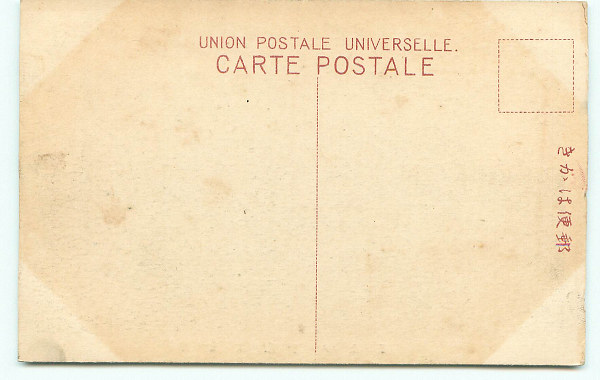 UNION POSTALE UNIVERSELLE.
CARTE POSTALE
きかは便郵